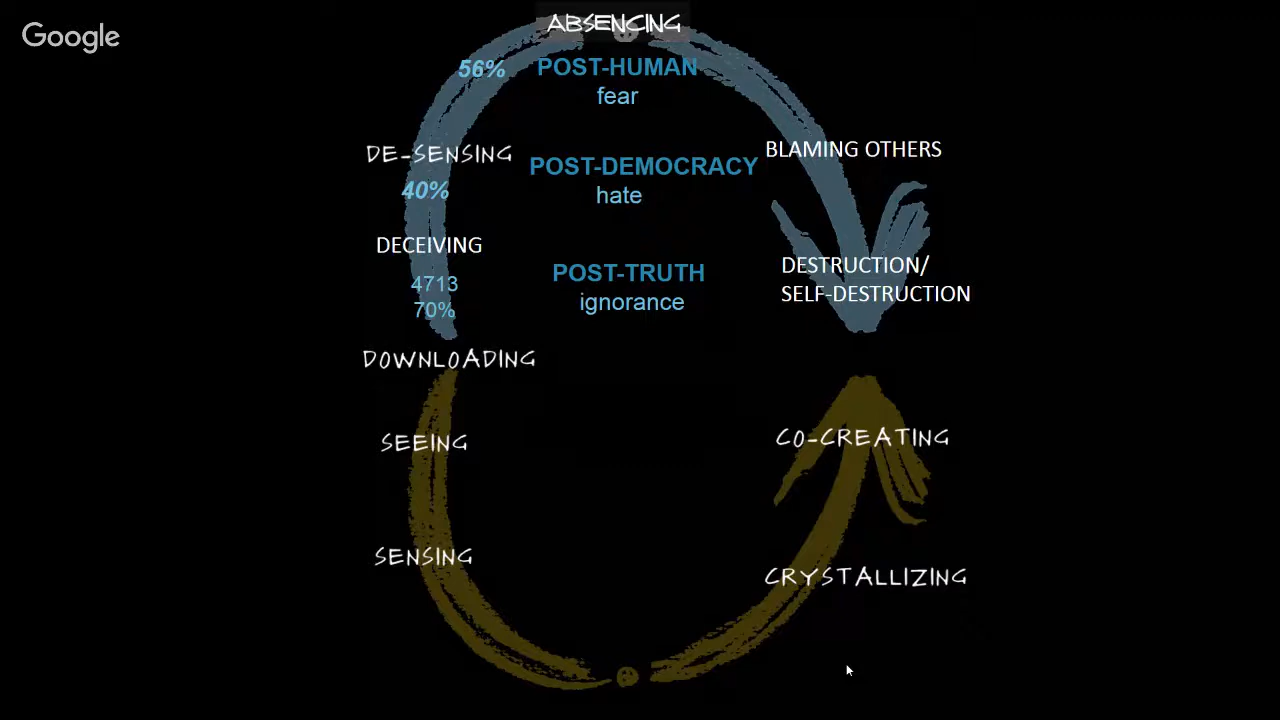 Google
ABSENCING
56%
POST-HUMAN
fear
DE-SENSING
40%
POST-DEMOCRACY
hate
BLAMING OTHERS
DECEIVING
4713
70%
POST-TRUTH
ignorance
DESTRUCTION/
SELF-DESTRUCTION
DOWNLOADING
SEEING
CO-CREATING
SENSING
CRYSTALLIZING